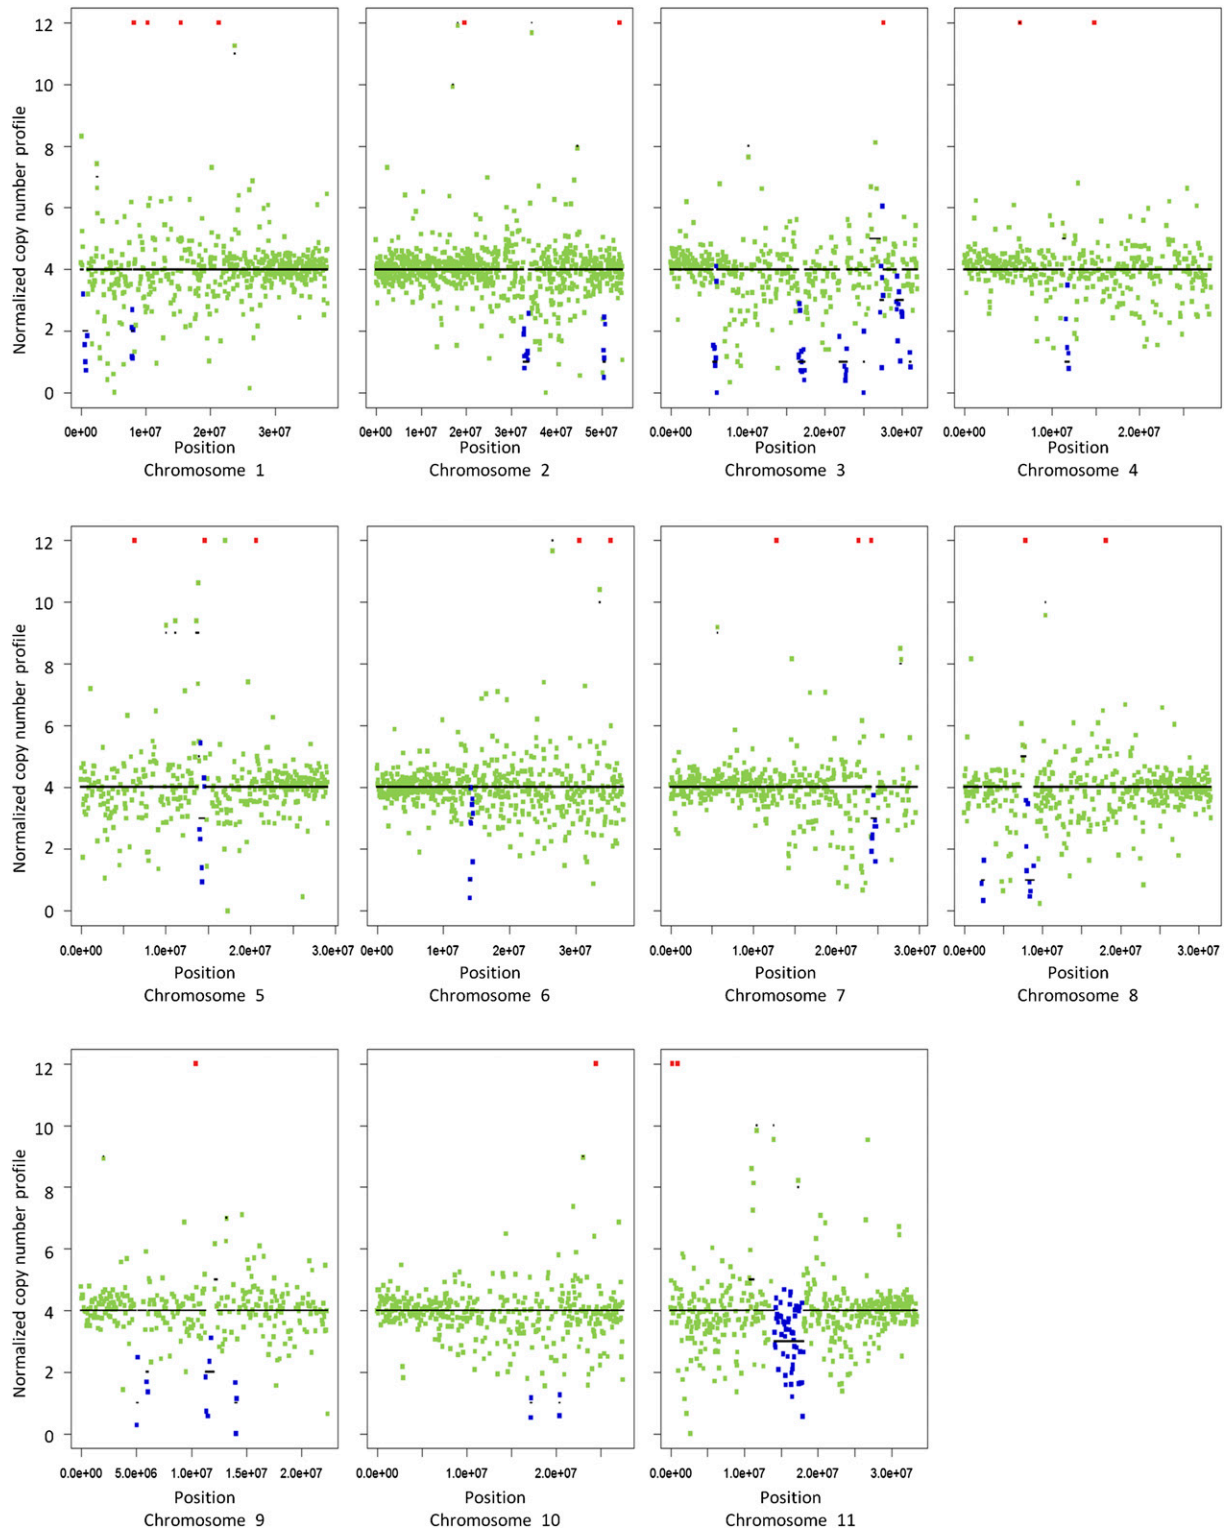 Normalized copy number profile
12
10
8
6
4
2
0
0e+00 1e+07 2e+07 3e+07
Position
Chromosome 1
0e+00 1e+07 2e+07 3e+07 4e+07 5e+07
Position
Chromosome 2
0.0e+00 1.0e+07 2.0e+07 3.0e+07
Position
Chromosome 3
0.0e+00 1.0e+07 2.0e+07
Position
Chromosome 4
Normalized copy number profile
12
10
8
6
4
2
0
0.0e+00 1.0e+07 2.0e+07 3.0e+07
Position
Chromosome 5
0e+00 1e+07 2e+07 3e+07
Position
Chromosome 6
0.0e+00 1.0e+07 2.0e+07 3.0e+07
Position
Chromosome 7
0.0e+00 1.0e+07 2.0e+07 3.0e+07
Position
Chromosome 8
Normalized copy number profile
12
10
8
6
4
2
0
0.0e+00 5.0e+06 1.0e+07 1.5e+07 2.0e+07
Position
Chromosome 9
0.0e+00 1.0e+07 2.0e+07
Position
Chromosome 10
0.0e+00 1.0e+07 2.0e+07 3.0e+07
Position
Chromosome 11